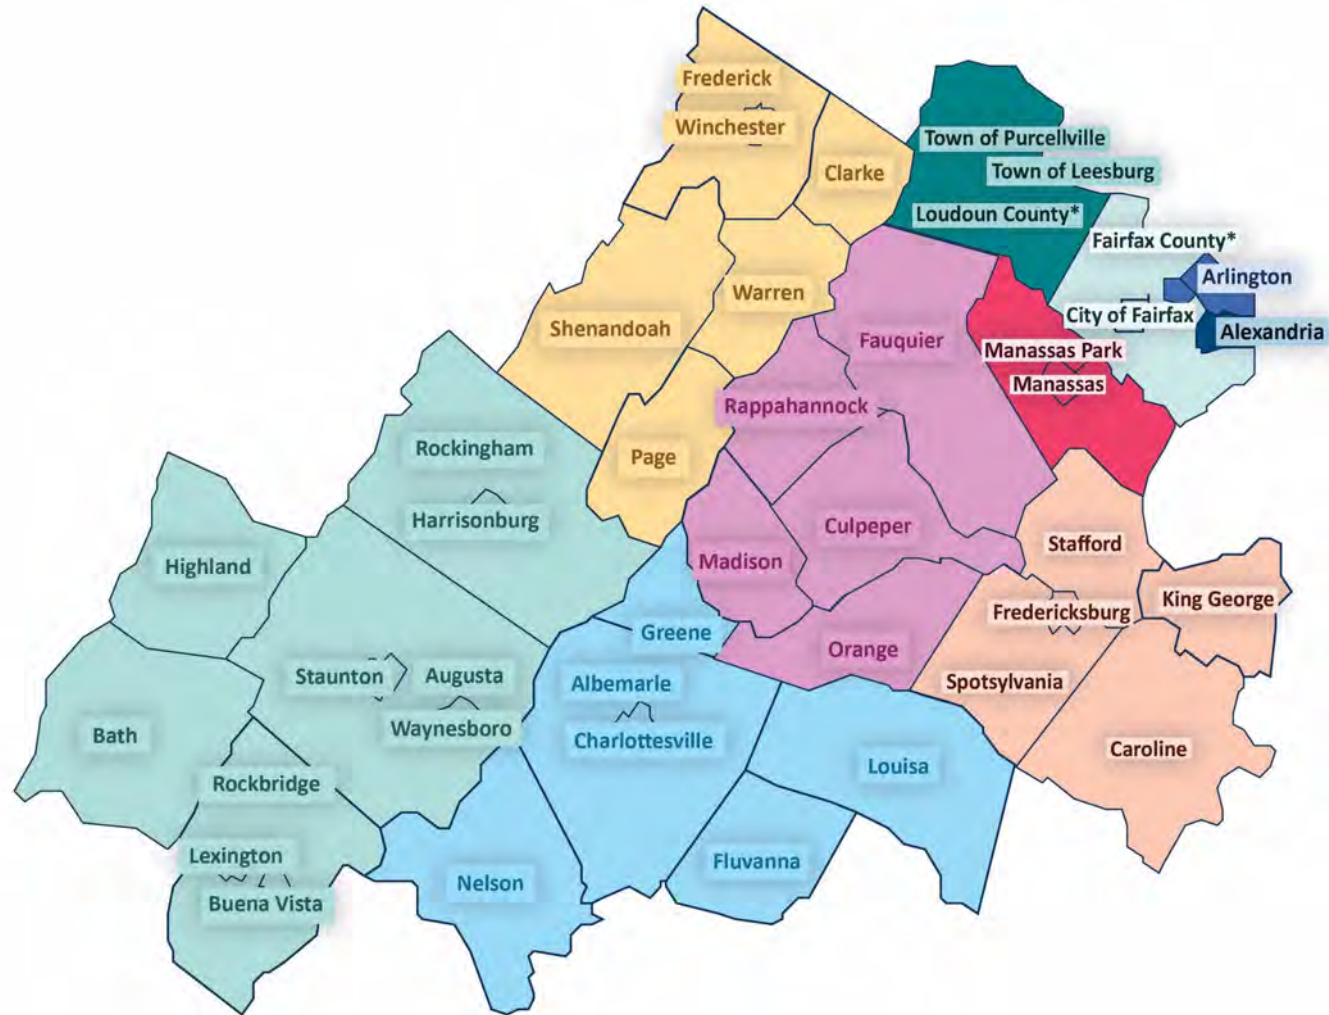 Frederick
Winchester
Clarke
Town of Purcellville
Town of Leesburg
Loudoun County*
Fairfax County*
Arlington
City of Fairfax
Alexandria
Warren
Shenandoah
Fauquier
Manassas Park
Manassas
Rappahannock
Page
Rockingham
Harrisonburg
Culpeper
Stafford
Highland
Madison
King George
Fredericksburg
Greene
Orange
Staunton
Augusta
Albemarle
Spotsylvania
Waynesboro
Bath
Charlottesville
Caroline
Louisa
Rockbridge
Lexington
Fluvanna
Nelson
Buena Vista